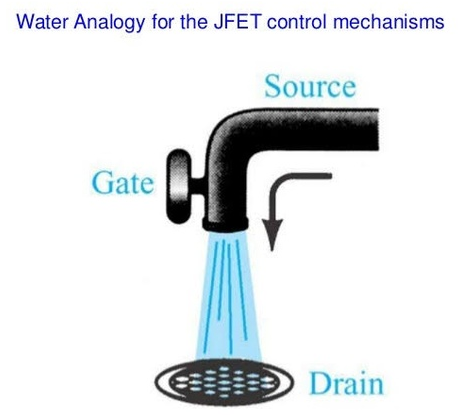 Water Analogy for the JFET control mechanisms
Source
Gate
Drain